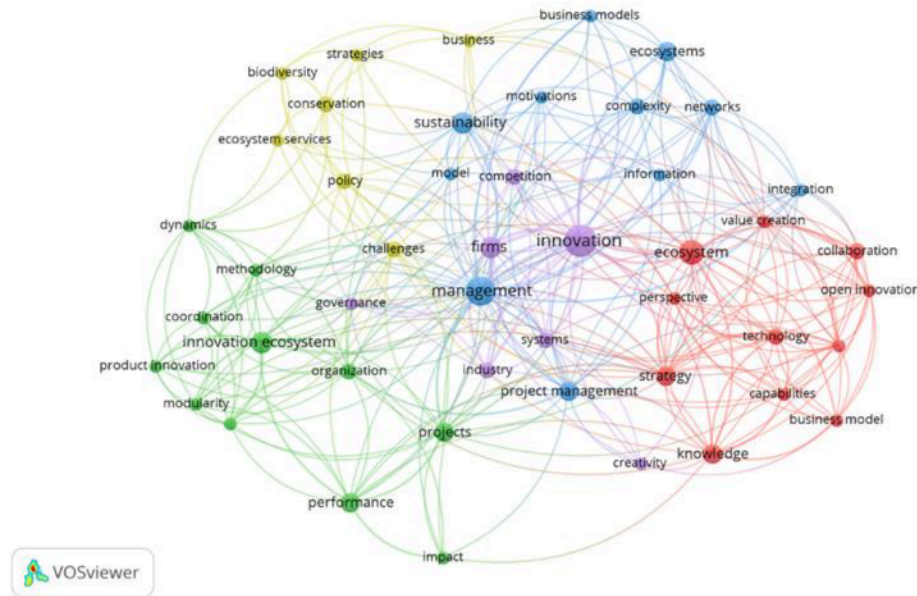 business models
business
ecosystems
strategies
biodiversity
motivations
conservation
complexity
networks
sustainability
ecosystem services
model
competition
information
policy
integration
dynamics
value creation
innovation
firms
ecosystem
challenges
collaboration
methodology
management
open innovation
perspective
governance
coordination
innovation ecosystem
systems
technology
product innovation
organization
industry
strategy
project management
capabilities
modularity
business model
projects
knowledge
creativity
performance
impact
VOSviewer